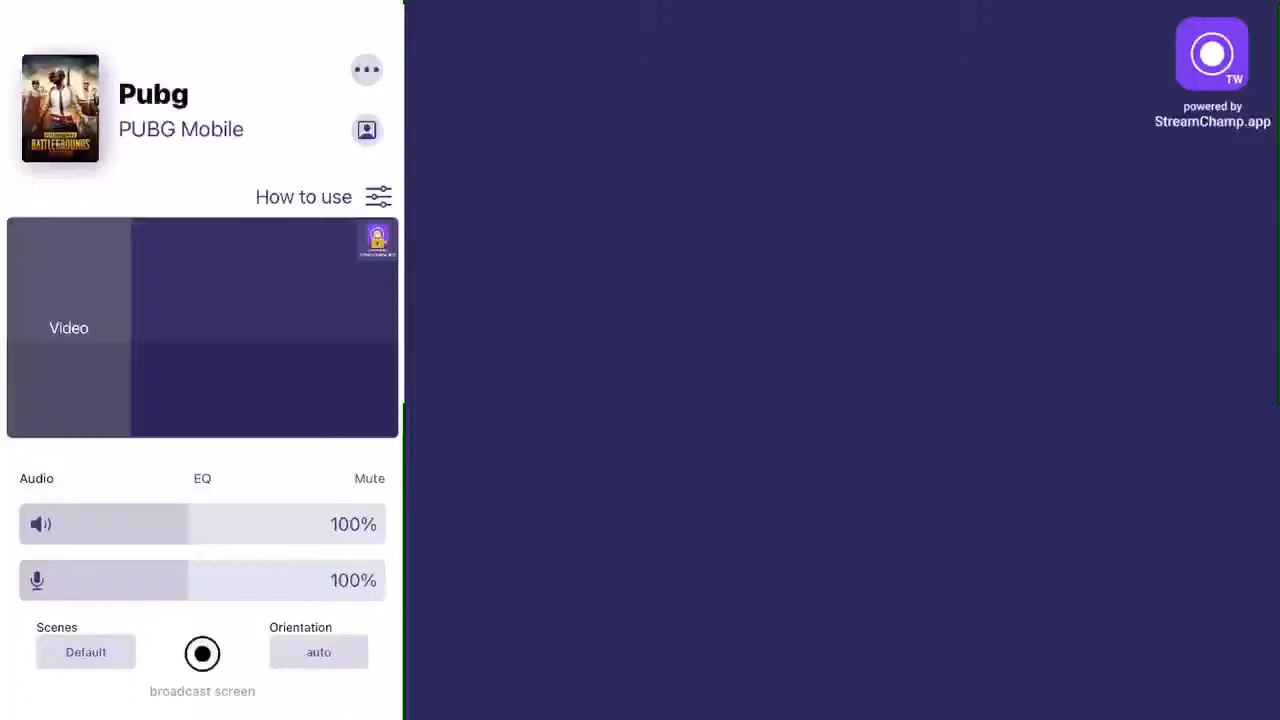 Pubg
PUBG Mobile
How to use
Video
Audio
EQ
Mute
100%
100%
Scenes
Orientation
Default
auto
broadcast screen
BATTLEGROUNDS
TW
powered by
StreamChamp.app